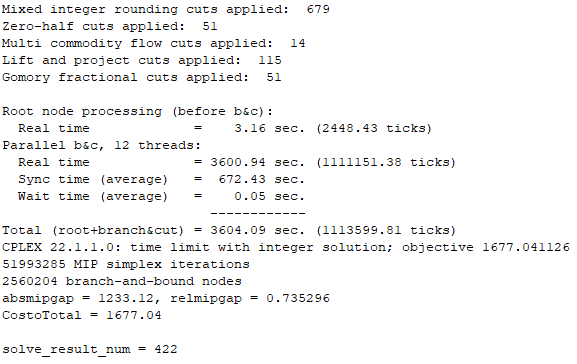 Mixed integer rounding cuts applied:  679
Zero-half cuts applied:  51
Multi commodity flow cuts applied:  14
Lift and project cuts applied:  115
Gomory fractional cuts applied:  51

Root node processing (before b&c):
  Real time             =    3.16 sec. (2448.43 ticks)
Parallel b&c, 12 threads:
  Real time             = 3600.94 sec. (1111151.38 ticks)
  Sync time (average)   =  672.43 sec.
  Wait time (average)   =    0.05 sec.
                          ------------
Total (root+branch&cut) = 3604.09 sec. (1113599.81 ticks)
CPLEX 22.1.1.0: time limit with integer solution; objective 1677.041126
51993285 MIP simplex iterations
2560204 branch-and-bound nodes
absmipgap = 1233.12, relmipgap = 0.735296
CostoTotal = 1677.04

solve_result_num = 422